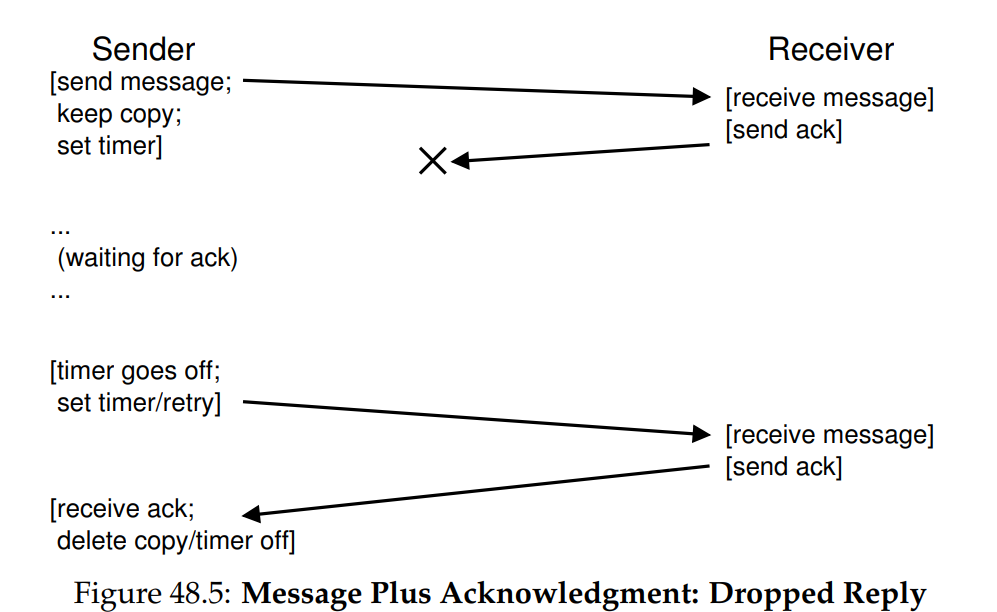 Sender
Receiver
[send message;
keep copy;
set timer]
[receive message]
[send ack]
...
(waiting for ack)
...
[timer goes off;
set timer/retry]
[receive message]
[send ack]
[receive ack;
delete copy/timer off]
Figure 48.5: Message Plus Acknowledgment: Dropped Reply